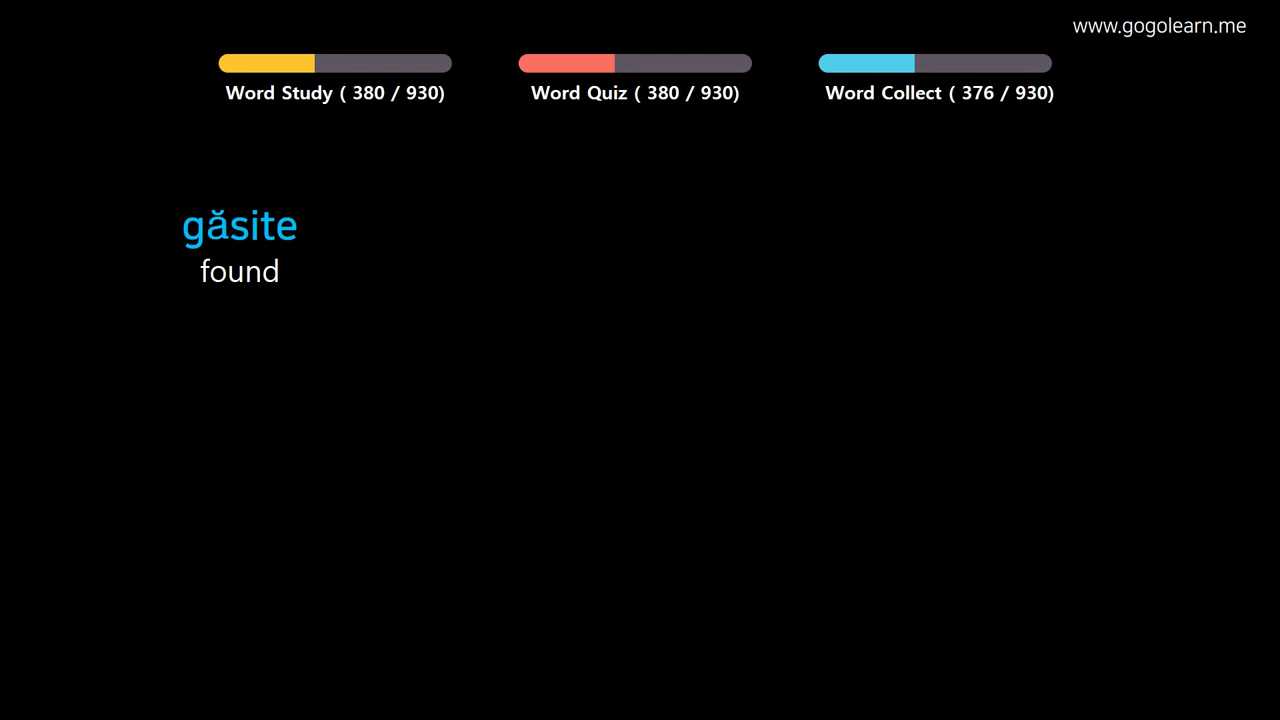 www.gogolearn.me
Word Study ( 380 / 930)
Word Quiz ( 380 / 930)
Word Collect ( 376 / 930)
găsite
found